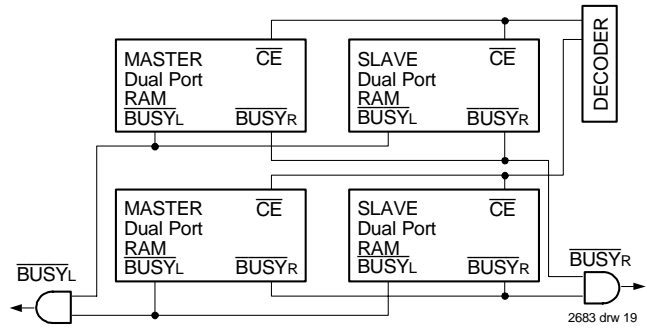 MASTER
Dual Port
RAM
BUSYL
CE
BUSYR
SLAVE
Dual Port
RAM
BUSYL
CE
BUSYR
DECODER
MASTER
Dual Port
RAM
BUSYL
CE
BUSYR
SLAVE
Dual Port
RAM
BUSYL
CE
BUSYR
BUSYL
BUSYR
2683 drw 19